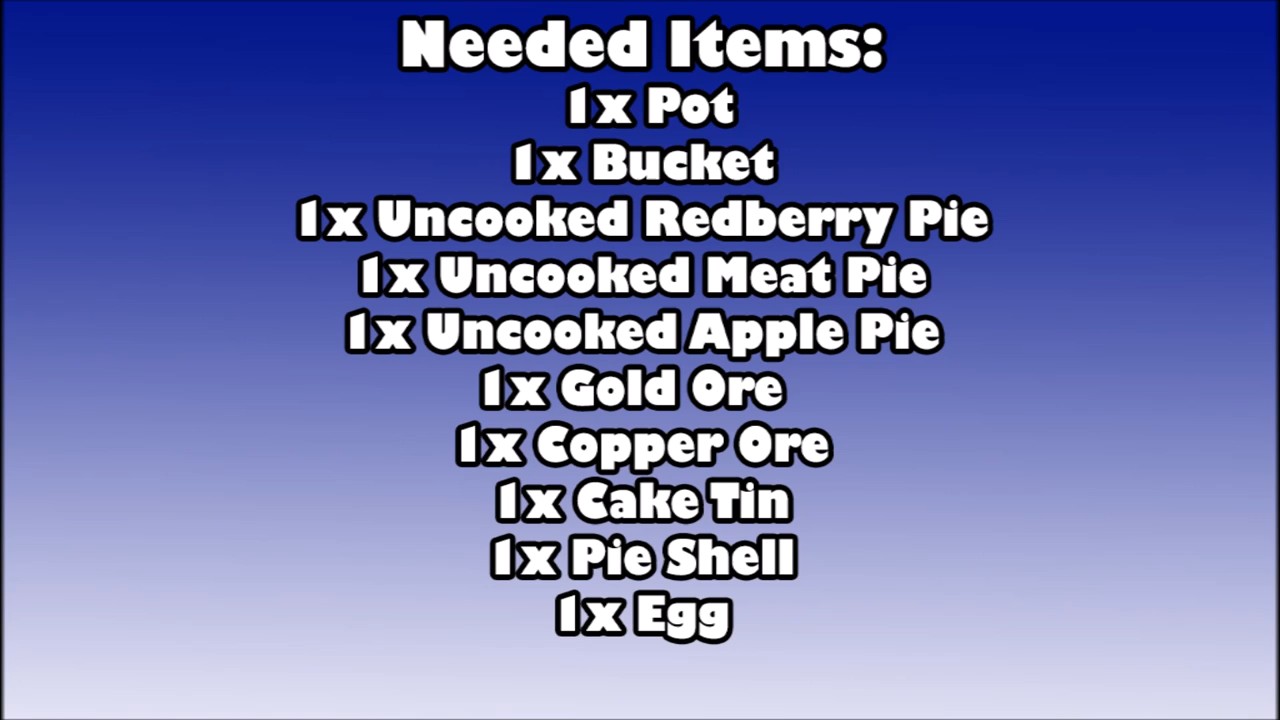 Needed Items:
1x Pot
1x Bucket
1x Uncooked Redberry Pie
1x Uncooked Meat Pie
1x Uncooked Apple Pie
1x Gold Ore
1x Copper Ore
1x Cake Tin
1x Pie Shell
1x Egg